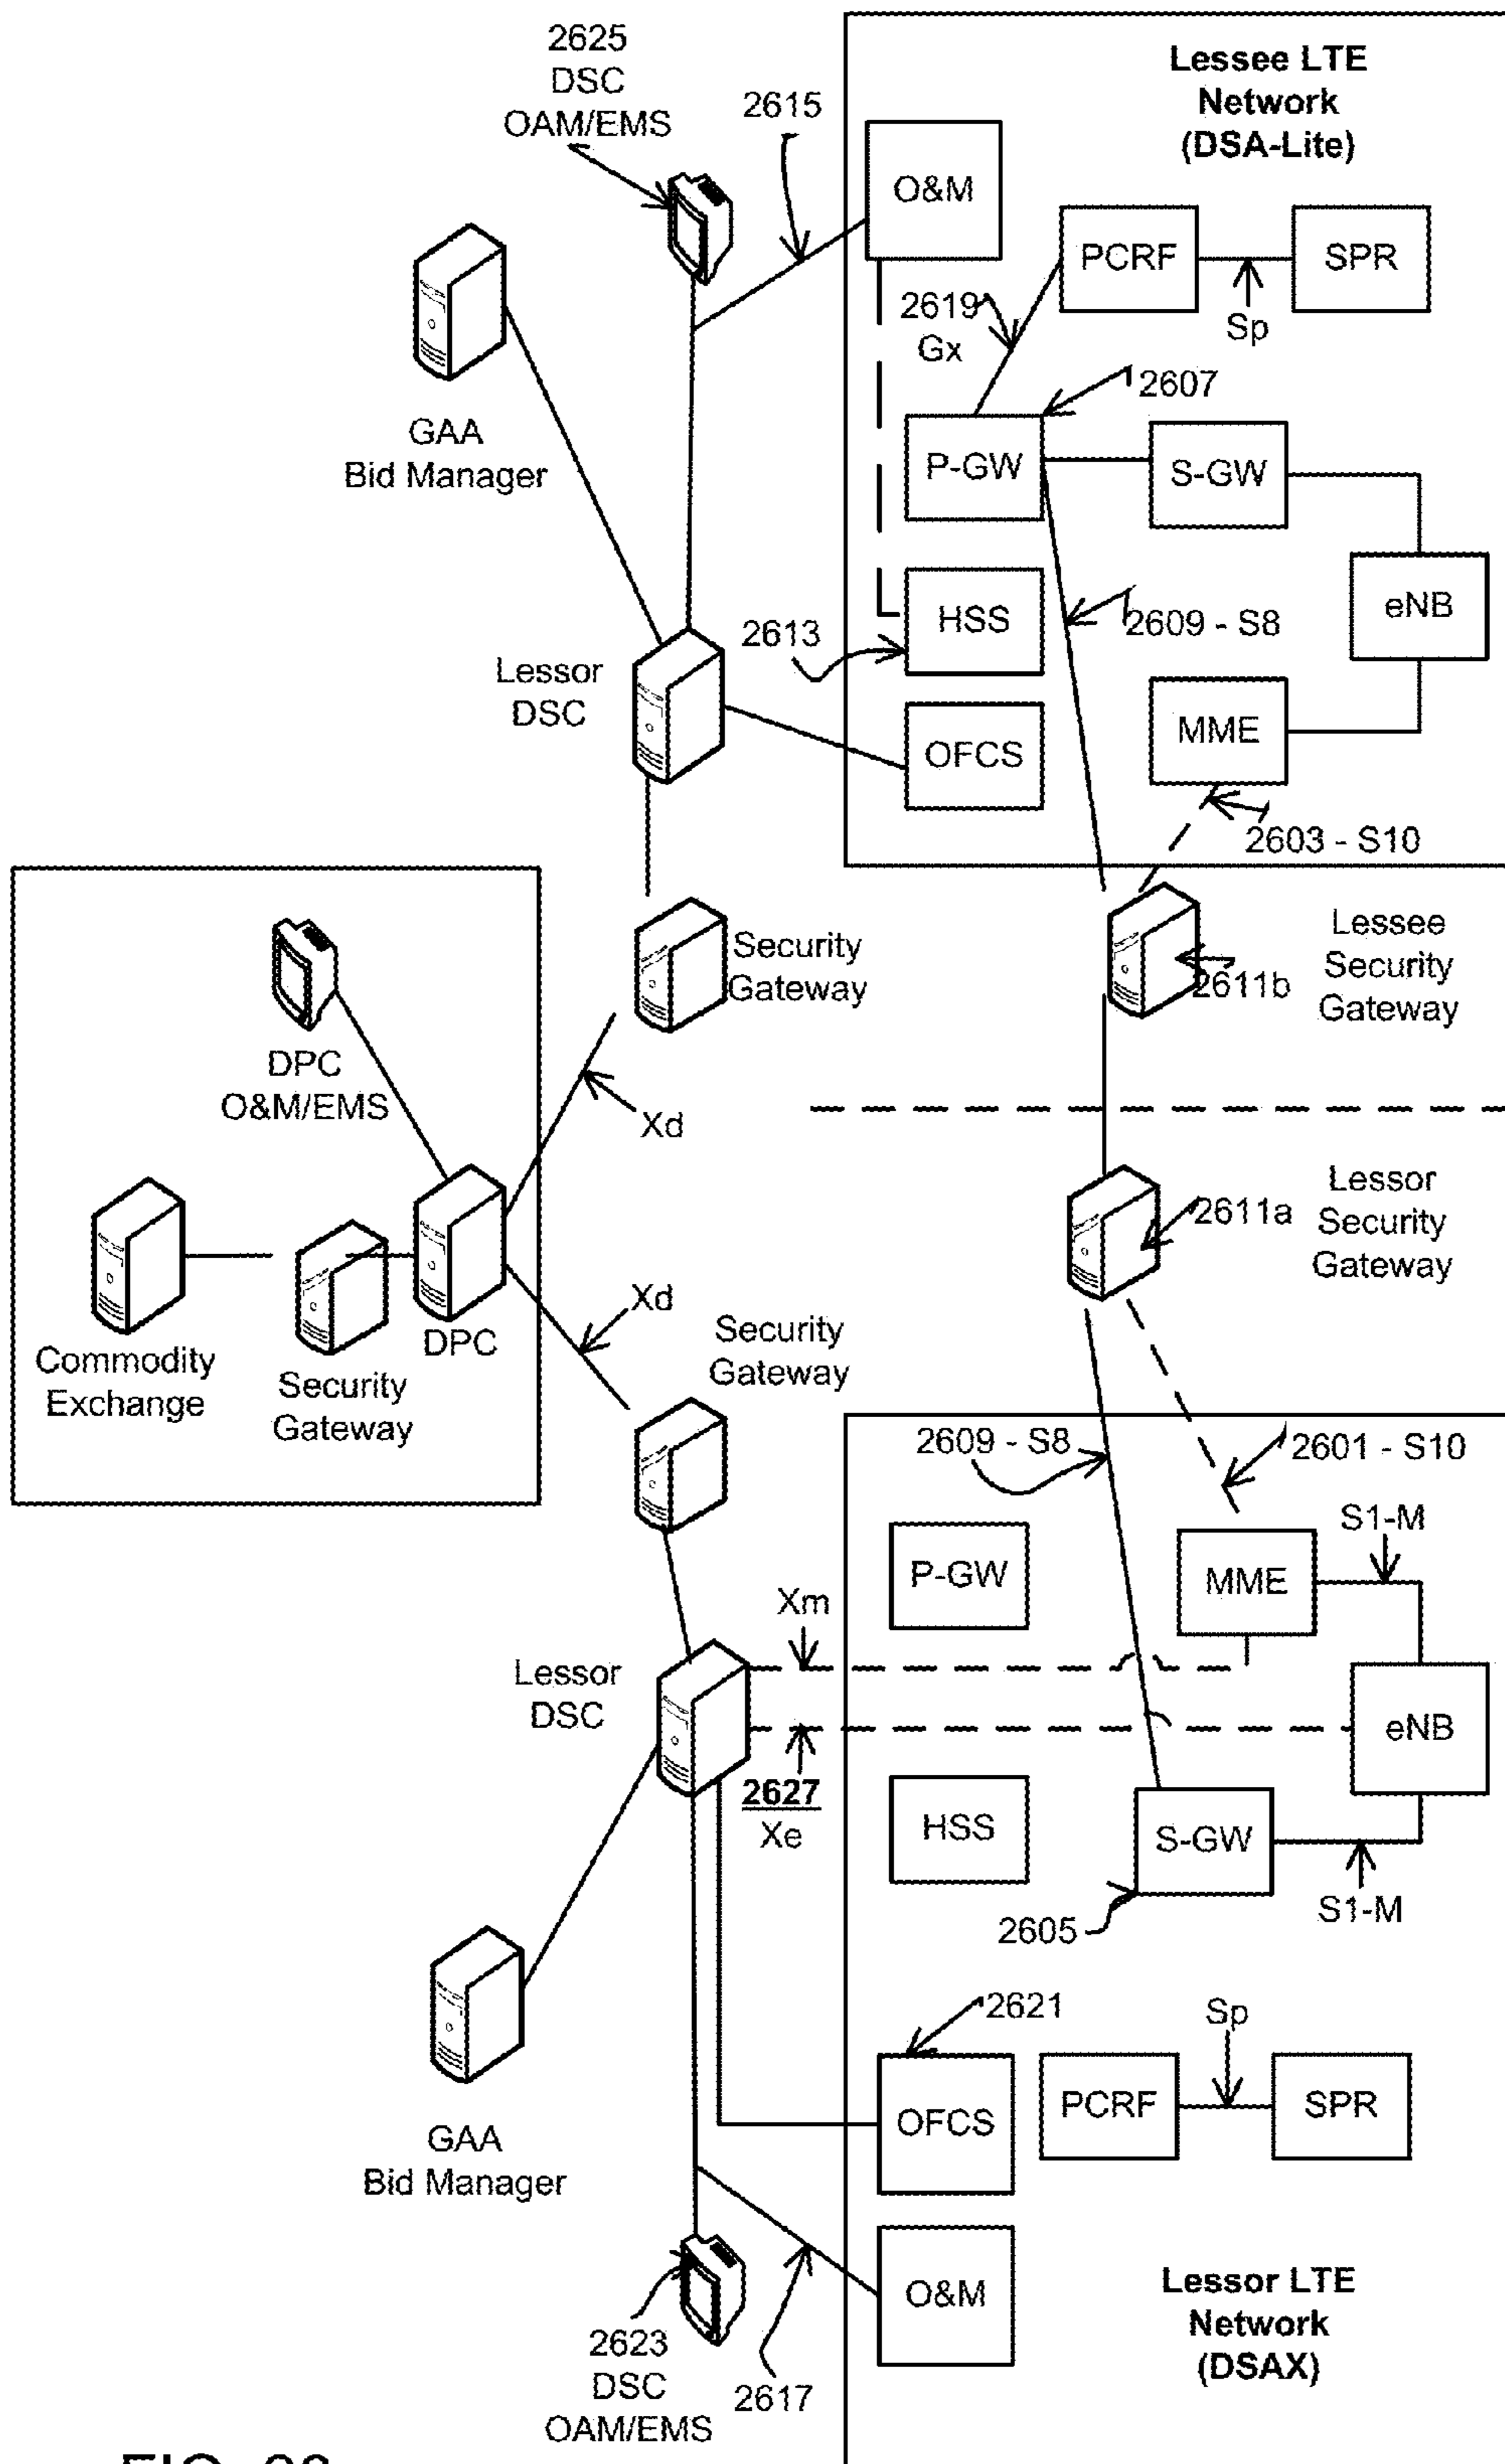 2625
DSC
OAM/EMS
2615
Lessee LTE
Network
(DSA-Lite)
O&M
PCRF
SPR
Sp
2619
Gx
2607
GAA
Bid Manager
P-GW
S-GW
eNB
HSS
2609 - S8
2613
Lessor
DSC
MME
OFCS
2603 - S10
Security
Gateway
Lessee
Security
Gateway
2611b
DPC
O&M/EMS
Xd
Lessor
Security
Gateway
2611a
Xd
Security
Gateway
DPC
Commodity
Exchange
Security
Gateway
2609 - S8
2601 - S10
S1-M
P-GW
MME
Xm
Lessor
DSC
eNB
2627
Xe
HSS
S-GW
2605
S1-M
2621
Sp
OFCS
PCRF
SPR
GAA
Bid Manager
O&M
Lessor LTE
Network
(DSAX)
2623
DSC
OAM/EMS
2617